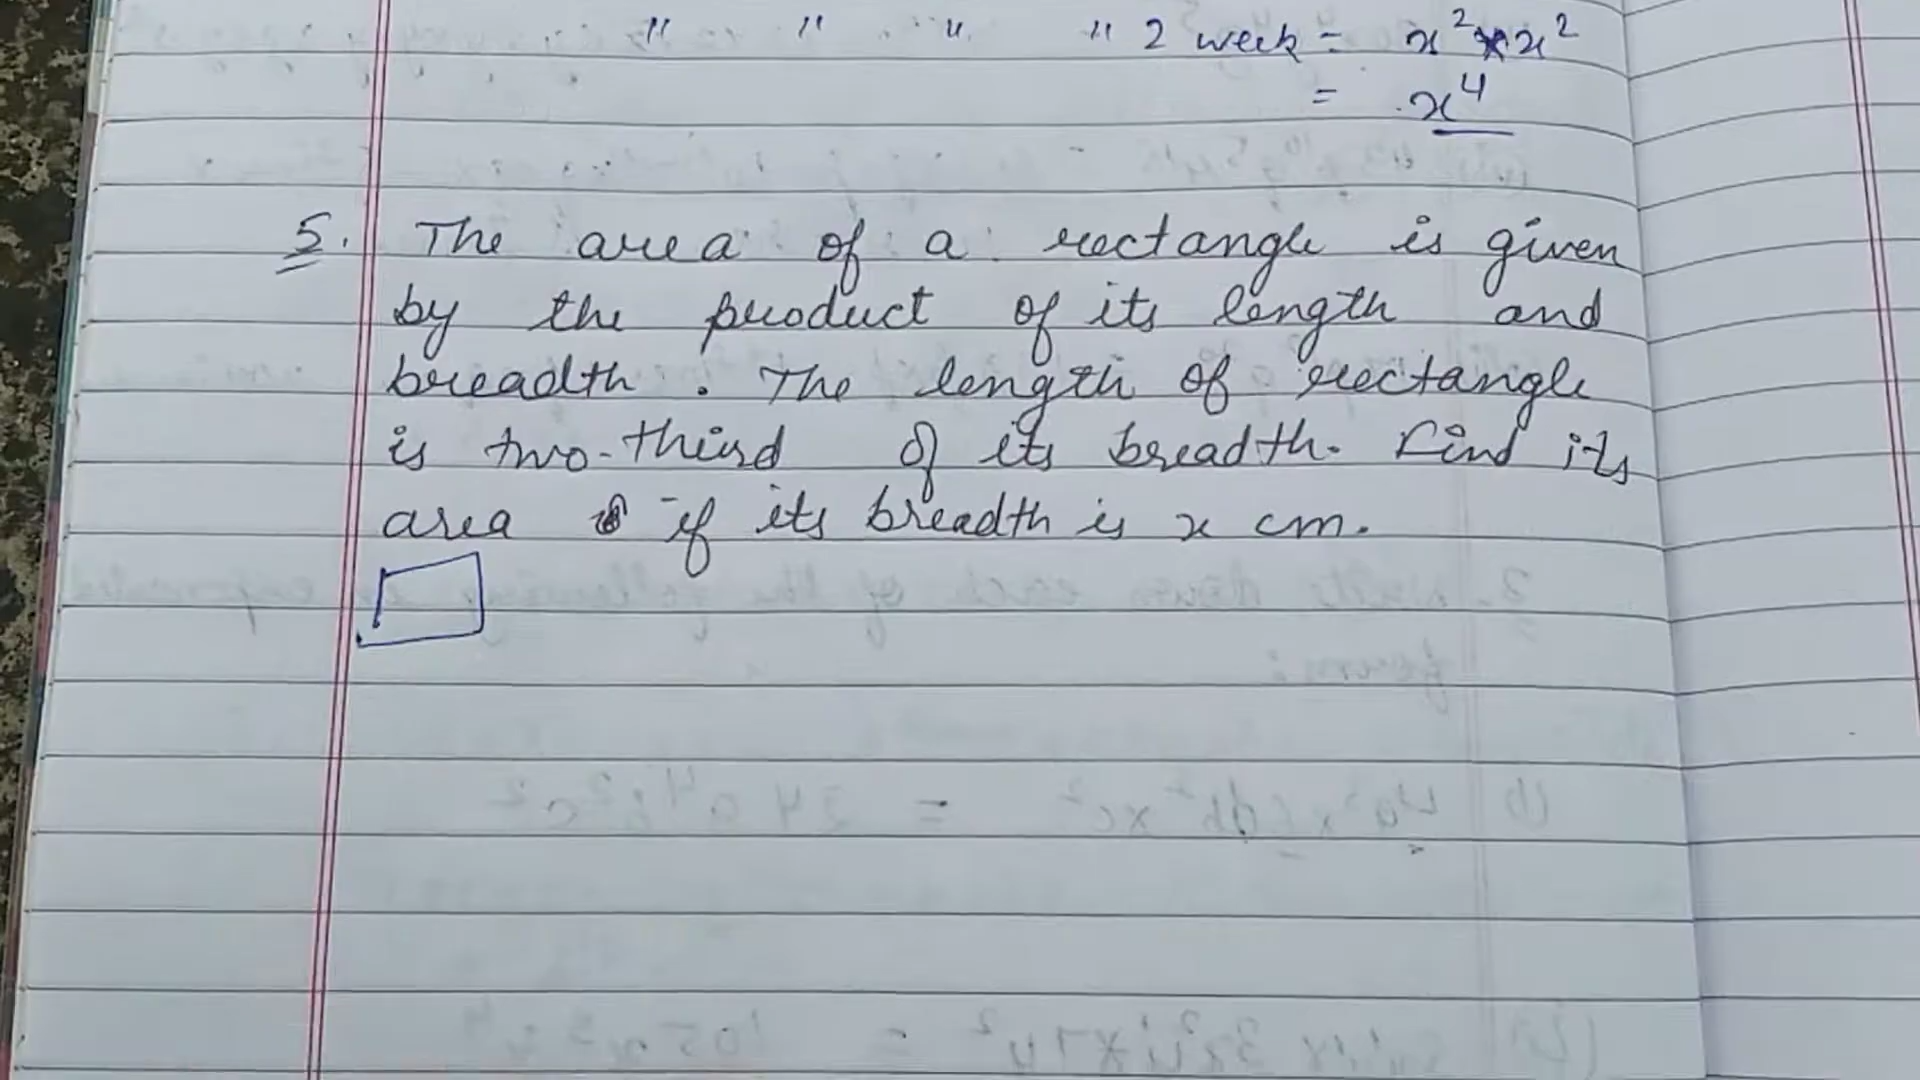 " " " " 2 week = x² × x²
= x⁴
5. The area of a rectangle is given
by the product of its length and
breadth. The length of rectangle
is two-third of its breadth. Find its
area if its breadth is x cm.